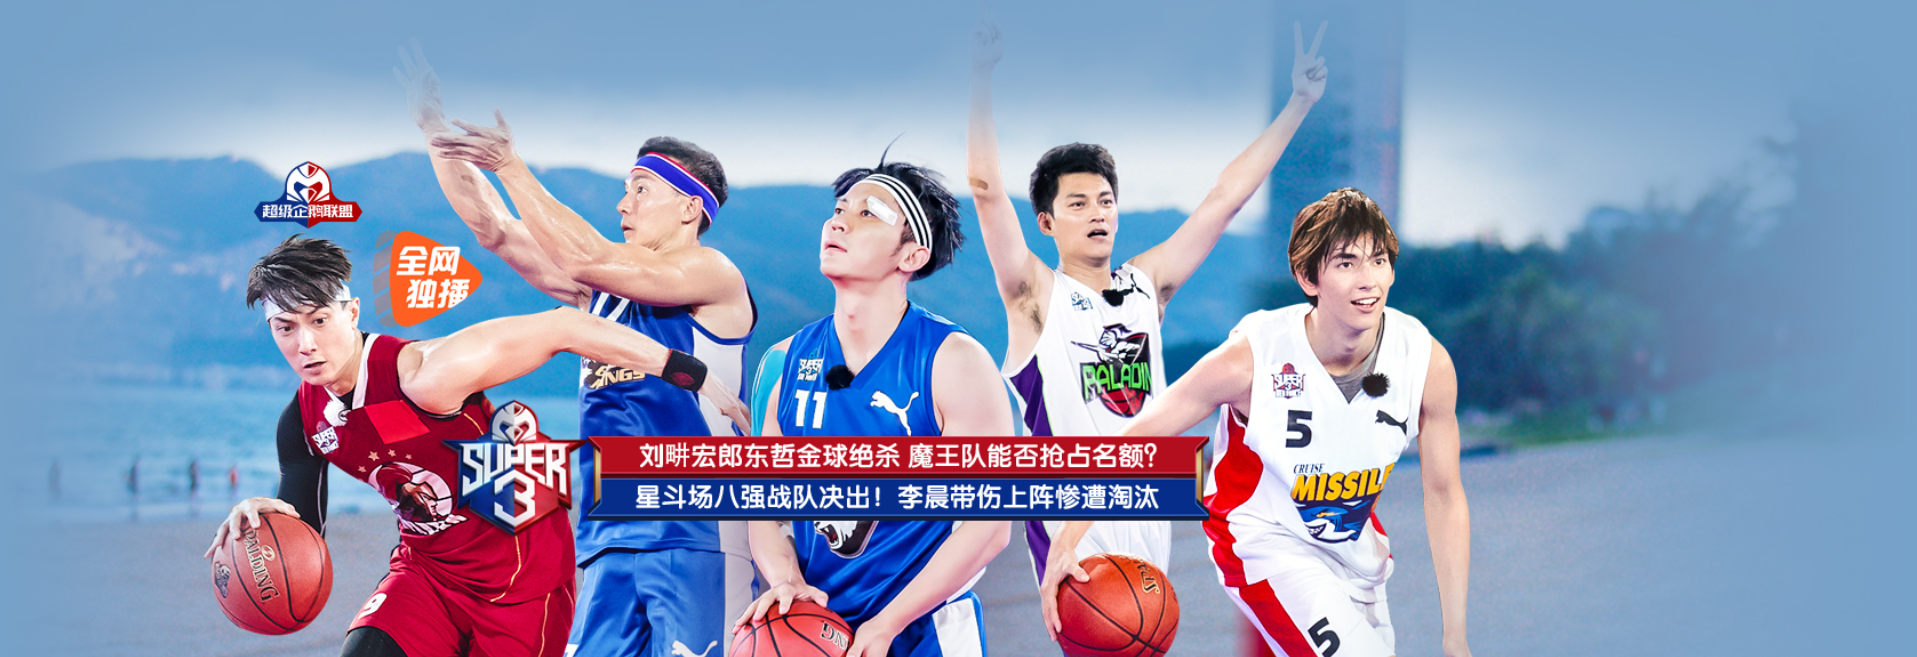 超级企鹅联盟
全网
独播
SUPER
3
刘畊宏郎东哲金球绝杀 魔王队能否抢占名额?
星斗场八强战队决出!李晨带伤上阵惨遭淘汰
SUPER
11
SUPER
PALADIN
SUPER
5
CRUISE
MISSILE
5
SPALDING